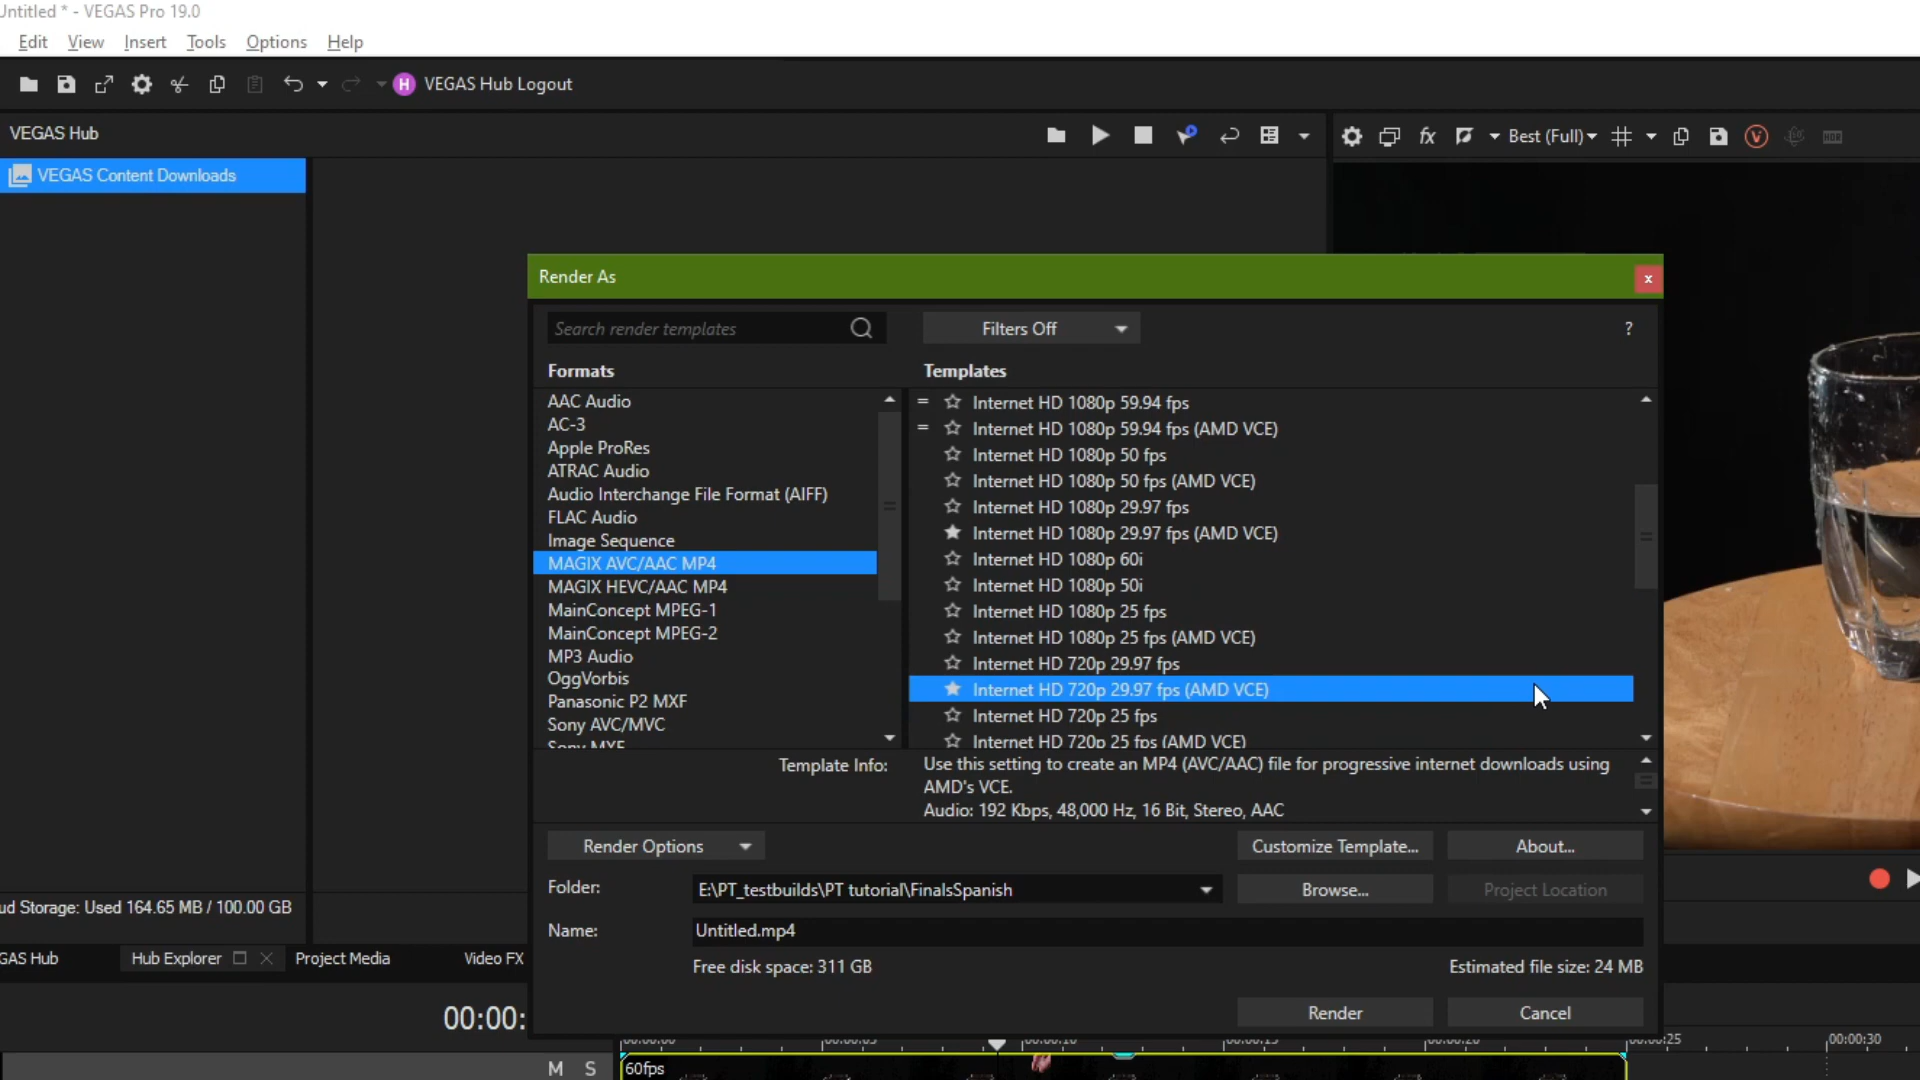 Untitled * - VEGAS Pro 19.0
Edit View Insert Tools Options Help
H VEGAS Hub Logout
VEGAS Hub
fx Best (Full)
VEGAS Content Downloads
Render As
x
Search render templates
Filters Off
?
Formats
Templates
AAC Audio
AC-3
Apple ProRes
ATRAC Audio
Audio Interchange File Format (AIFF)
FLAC Audio
Image Sequence
MAGIX AVC/AAC MP4
MAGIX HEVC/AAC MP4
MainConcept MPEG-1
MainConcept MPEG-2
MP3 Audio
OggVorbis
Panasonic P2 MXF
Sony AVC/MVC
Sony MXF
= Internet HD 1080p 59.94 fps
= Internet HD 1080p 59.94 fps (AMD VCE)
Internet HD 1080p 50 fps
Internet HD 1080p 50 fps (AMD VCE)
Internet HD 1080p 29.97 fps
Internet HD 1080p 29.97 fps (AMD VCE)
Internet HD 1080p 60i
Internet HD 1080p 50i
Internet HD 1080p 25 fps
Internet HD 1080p 25 fps (AMD VCE)
Internet HD 720p 29.97 fps
Internet HD 720p 29.97 fps (AMD VCE)
Internet HD 720p 25 fps
Internet HD 720p 25 fps (AMD VCE)
Template Info:
Use this setting to create an MP4 (AVC/AAC) file for progressive internet downloads using
AMD's VCE.
Audio: 192 Kbps, 48,000 Hz, 16 Bit, Stereo, AAC
Render Options
Customize Template...
About...
Folder:
E:\PT_testbuilds\PT tutorial\FinalsSpanish
Browse...
Project Location
Name:
Untitled.mp4
Free disk space: 311 GB
Estimated file size: 24 MB
Render
Cancel
ud Storage: Used 164.65 MB / 100.00 GB
GAS Hub
Hub Explorer
Project Media
Video FX
00:00:
00:00:30
M S
60fps